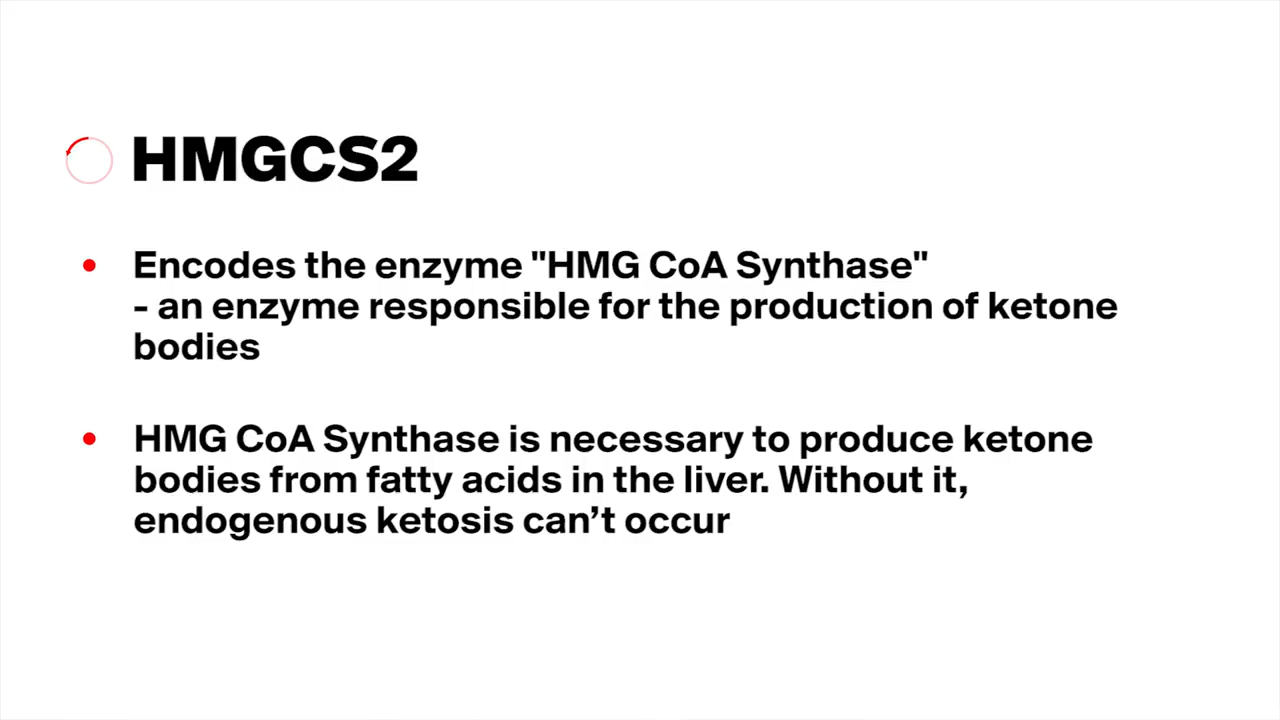 HMGCS2
• Encodes the enzyme "HMG CoA Synthase"
- an enzyme responsible for the production of ketone
bodies
• HMG CoA Synthase is necessary to produce ketone
bodies from fatty acids in the liver. Without it,
endogenous ketosis can’t occur